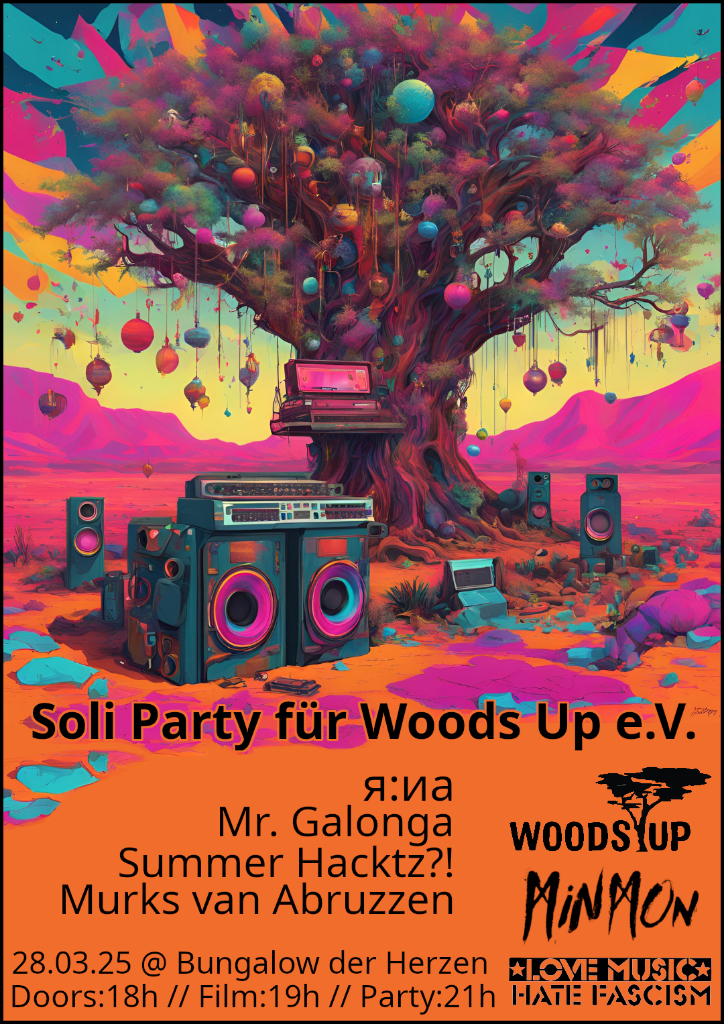 Soli Party für Woods Up e.V.
я:иа
Mr. Galonga
Summer Hacktz?!
Murks van Abruzzen
28.03.25 @ Bungalow der Herzen
Doors:18h // Film:19h // Party:21h
WOODS UP
MiNMON
★LOVE MUSIC★
HATE FASCISM